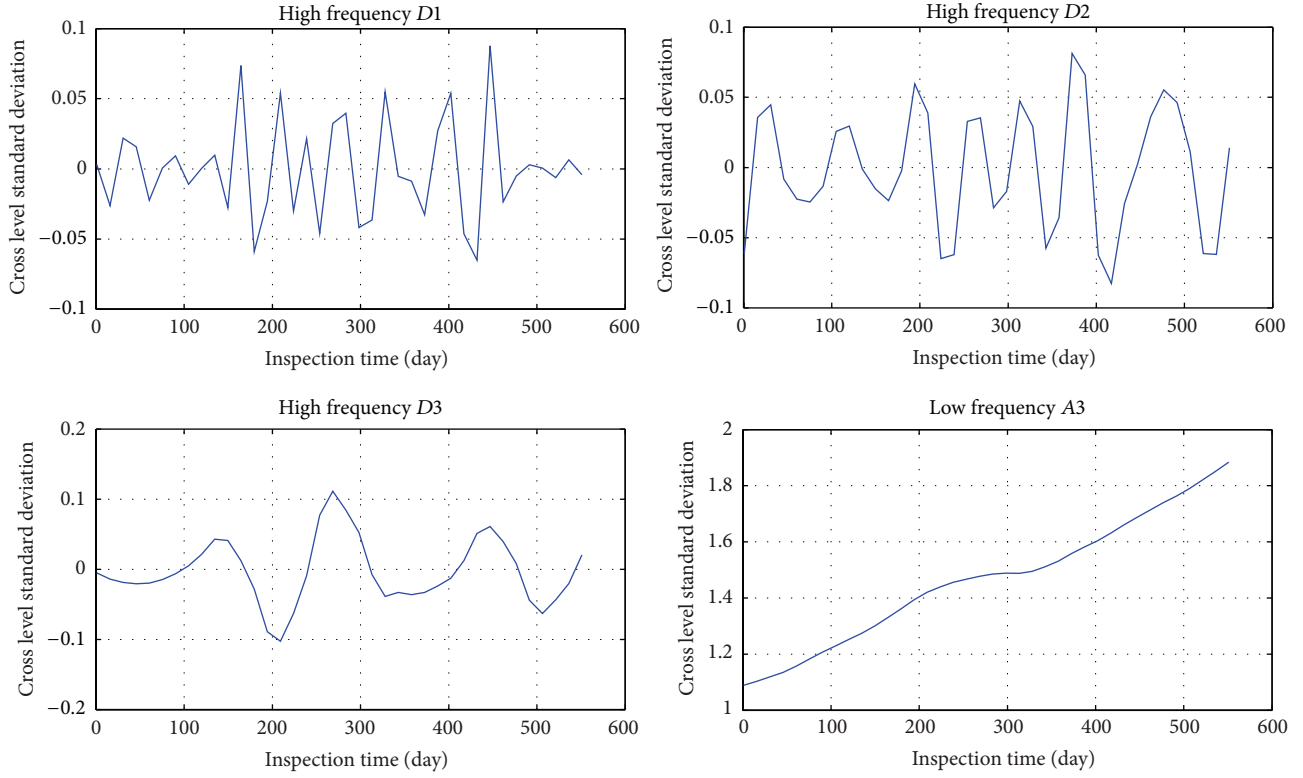 High frequency D1
Cross level standard deviation
0.1
0.05
0
−0.05
−0.1
0 100 200 300 400 500 600
Inspection time (day)
High frequency D2
Cross level standard deviation
0.1
0.05
0
−0.05
−0.1
0 100 200 300 400 500 600
Inspection time (day)
High frequency D3
Cross level standard deviation
0.2
0.1
0
−0.1
−0.2
0 100 200 300 400 500 600
Inspection time (day)
Low frequency A3
Cross level standard deviation
2
1.8
1.6
1.4
1.2
1
0 100 200 300 400 500 600
Inspection time (day)